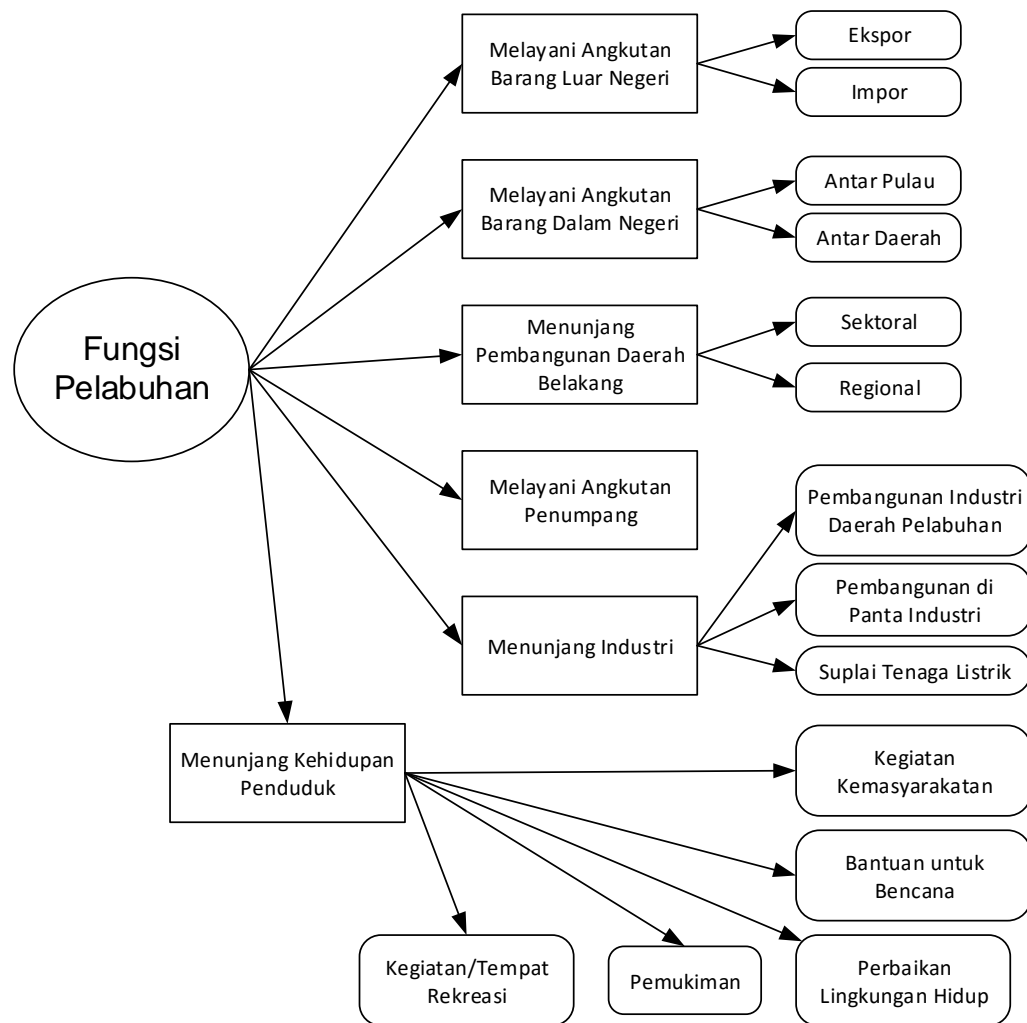 Fungsi
Pelabuhan
Melayani Angkutan
Barang Luar Negeri
Ekspor
Impor
Melayani Angkutan
Barang Dalam Negeri
Antar Pulau
Antar Daerah
Menunjang
Pembangunan Daerah
Belakang
Sektoral
Regional
Melayani Angkutan
Penumpang
Menunjang Industri
Pembangunan Industri
Daerah Pelabuhan
Pembangunan di
Panta Industri
Suplai Tenaga Listrik
Menunjang Kehidupan
Penduduk
Kegiatan
Kemasyarakatan
Bantuan untuk
Bencana
Perbaikan
Lingkungan Hidup
Pemukiman
Kegiatan/Tempat
Rekreasi